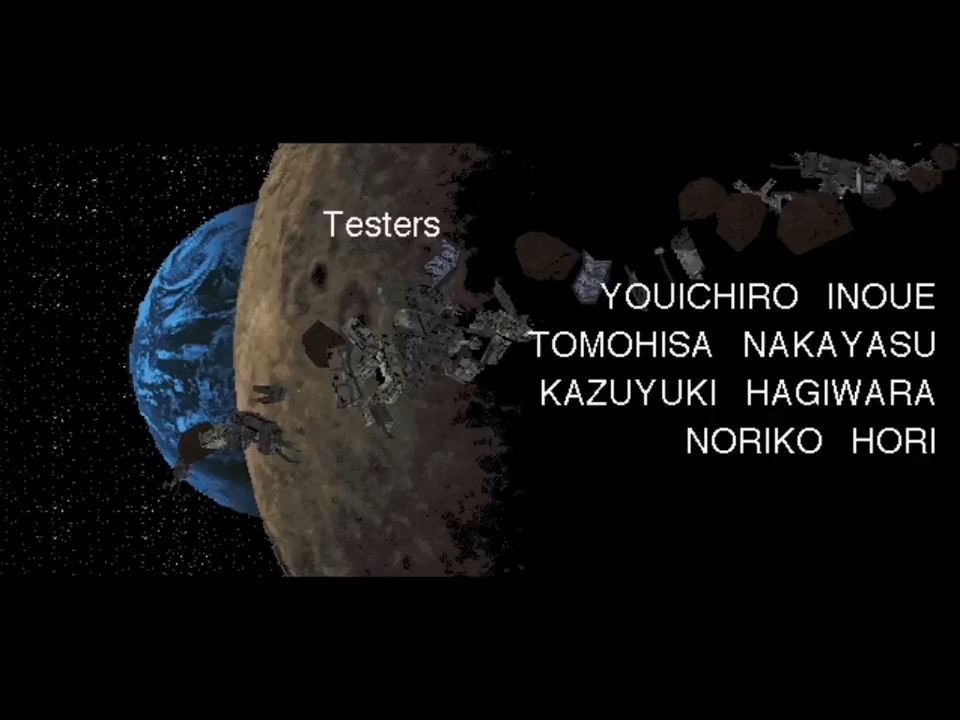 Testers
YOUICHIRO INOUE
TOMOHISA NAKAYASU
KAZUYUKI HAGIWARA
NORIKO HORI